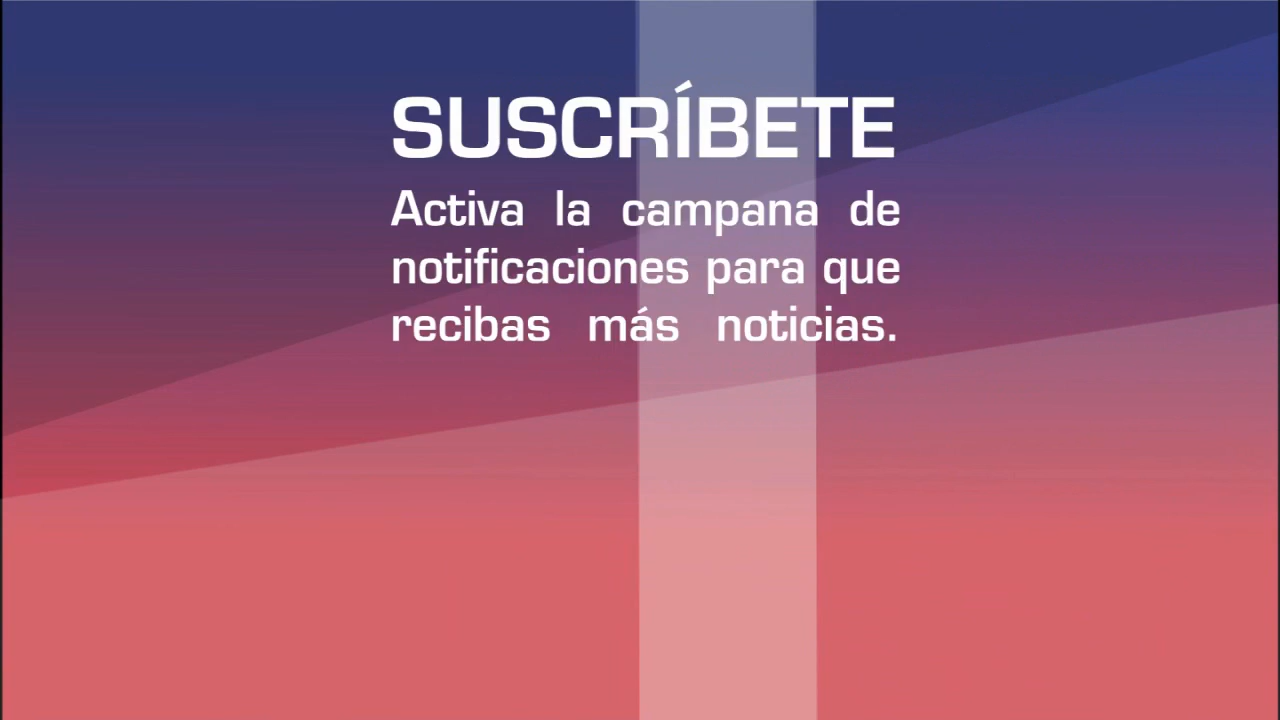 SUSCRÍBETE
Activa la campana de
notificaciones para que
recibas más noticias.